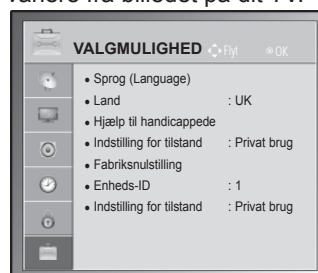 VALGMULIGHED Flyt OK
• Sprog (Language)
• Land : UK
• Hjælp til handicappede
• Indstilling for tilstand : Privat brug
• Fabriksnulstilling
• Enheds-ID : 1
• Indstilling for tilstand : Privat brug